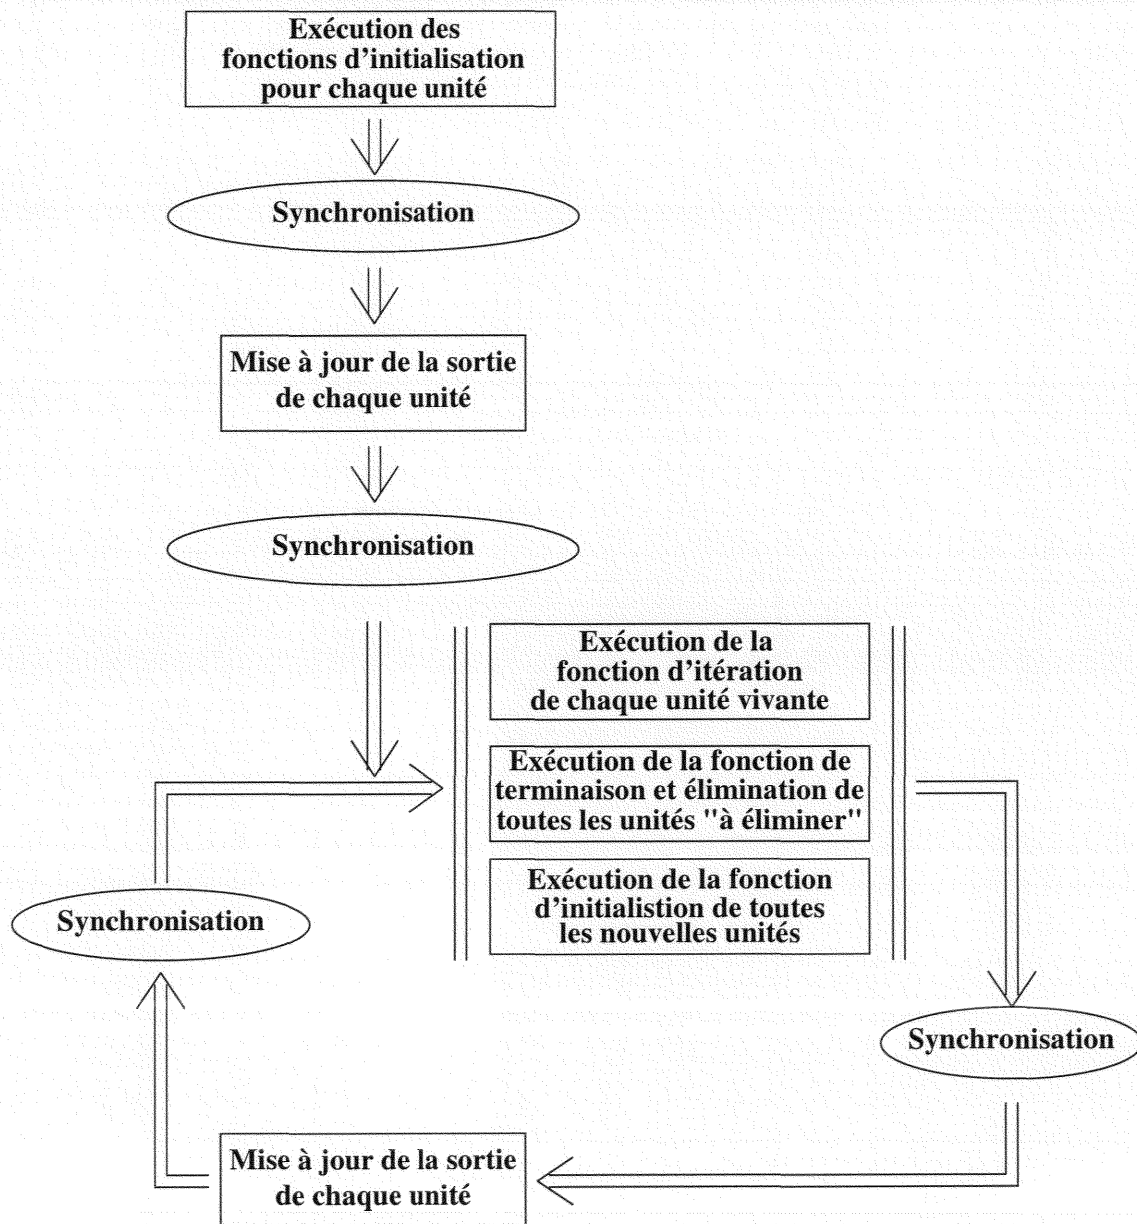 Exécution des
fonctions d'initialisation
pour chaque unité
Synchronisation
Mise à jour de la sortie
de chaque unité
Synchronisation
Exécution de la
fonction d'itération
de chaque unité vivante
Exécution de la fonction de
terminaison et élimination de
toutes les unités "à éliminer"
Exécution de la fonction
d'initialistion de toutes
les nouvelles unités
Synchronisation
Synchronisation
Mise à jour de la sortie
de chaque unité